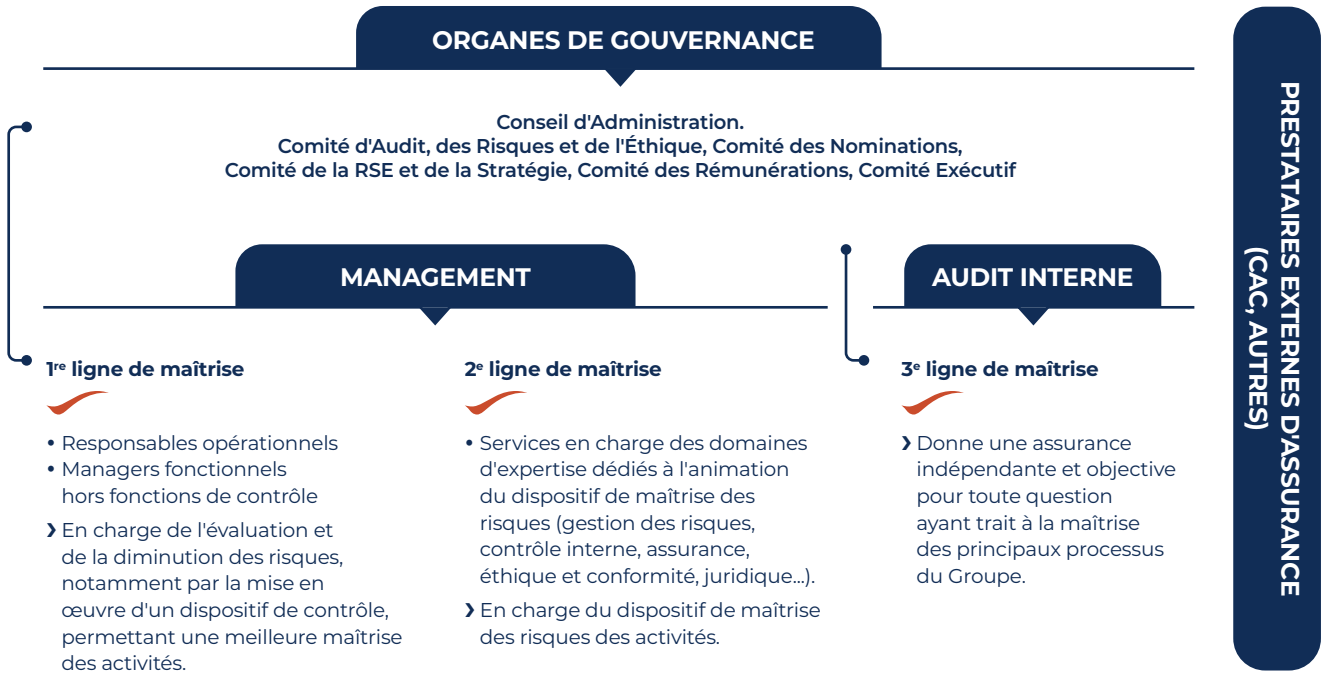 ORGANES DE GOUVERNANCE
Conseil d'Administration.
Comité d'Audit, des Risques et de l'Éthique, Comité des Nominations,
Comité de la RSE et de la Stratégie, Comité des Rémunérations, Comité Exécutif
MANAGEMENT
1re ligne de maîtrise
• Responsables opérationnels
• Managers fonctionnels
hors fonctions de contrôle
› En charge de l'évaluation et
de la diminution des risques,
notamment par la mise en
œuvre d'un dispositif de contrôle,
permettant une meilleure maîtrise
des activités.
2e ligne de maîtrise
• Services en charge des domaines
d'expertise dédiés à l'animation
du dispositif de maîtrise des
risques (gestion des risques,
contrôle interne, assurance,
éthique et conformité, juridique...).
› En charge du dispositif de maîtrise
des risques des activités.
AUDIT INTERNE
3e ligne de maîtrise
› Donne une assurance
indépendante et objective
pour toute question
ayant trait à la maîtrise
des principaux processus
du Groupe.
PRESTATAIRES EXTERNES D'ASSURANCE
(CAC, AUTRES)